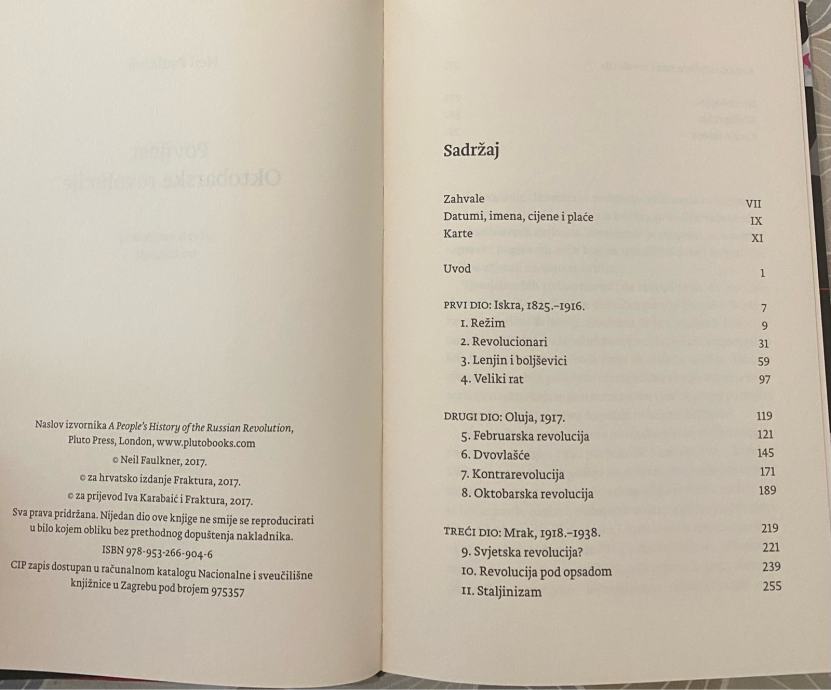 Naslov izvornika A People's History of the Russian Revolution,
Pluto Press, London, www.plutobooks.com
© Neil Faulkner, 2017.
© za hrvatsko izdanje Fraktura, 2017.
© za prijevod Iva Karabaić i Fraktura, 2017.
Sva prava pridržana. Nijedan dio ove knjige ne smije se reproducirati
u bilo kojem obliku bez prethodnog dopuštenja nakladnika.
ISBN 978-953-266-904-6
CIP zapis dostupan u računalnom katalogu Nacionalne i sveučilišne
knjižnice u Zagrebu pod brojem 975357
Sadržaj
Zahvale VII
Datumi, imena, cijene i plaće IX
Karte XI
Uvod 1
PRVI DIO: Iskra, 1825.–1916. 7
1. Režim 9
2. Revolucionari 31
3. Lenjin i boljševici 59
4. Veliki rat 97
DRUGI DIO: Oluja, 1917. 119
5. Februarska revolucija 121
6. Dvovlašće 145
7. Kontrarevolucija 171
8. Oktobarska revolucija 189
TREĆI DIO: Mrak, 1918.–1938. 219
9. Svjetska revolucija? 221
10. Revolucija pod opsadom 239
11. Staljinizam 255